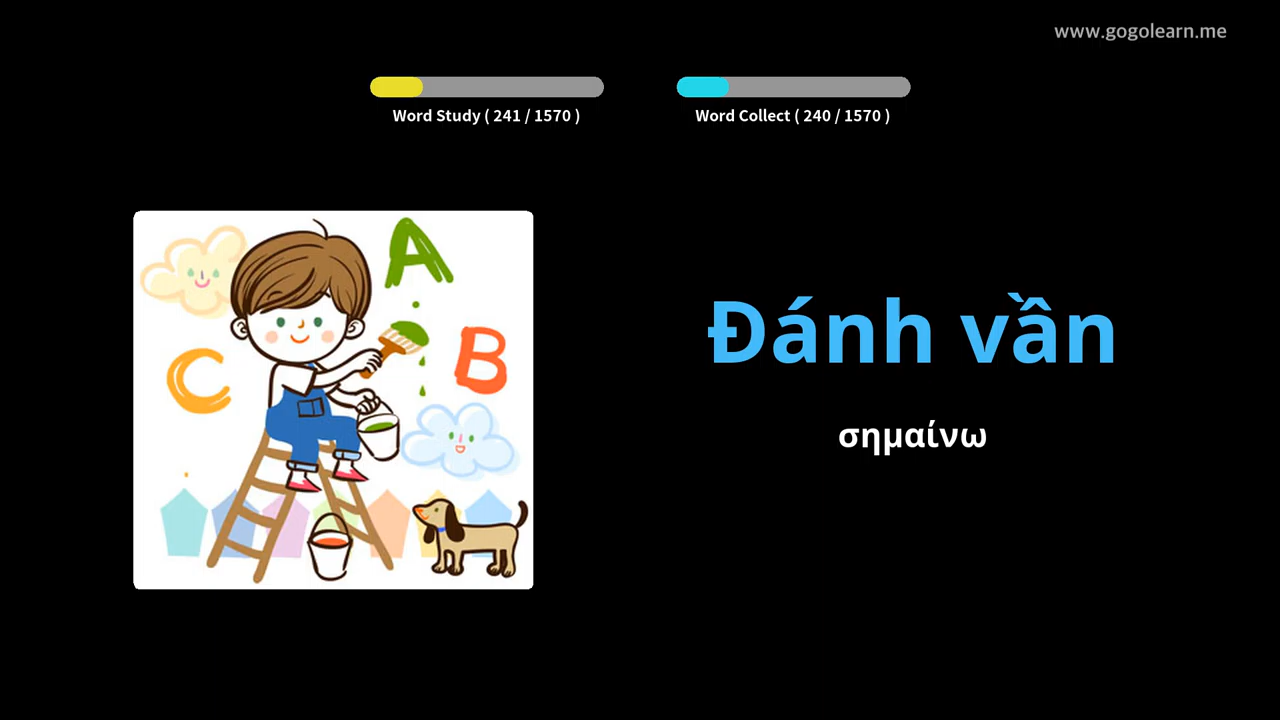 www.gogolearn.me
Word Study ( 241 / 1570 )
Word Collect ( 240 / 1570 )
A
B
C
Đánh vần
σημαίνω